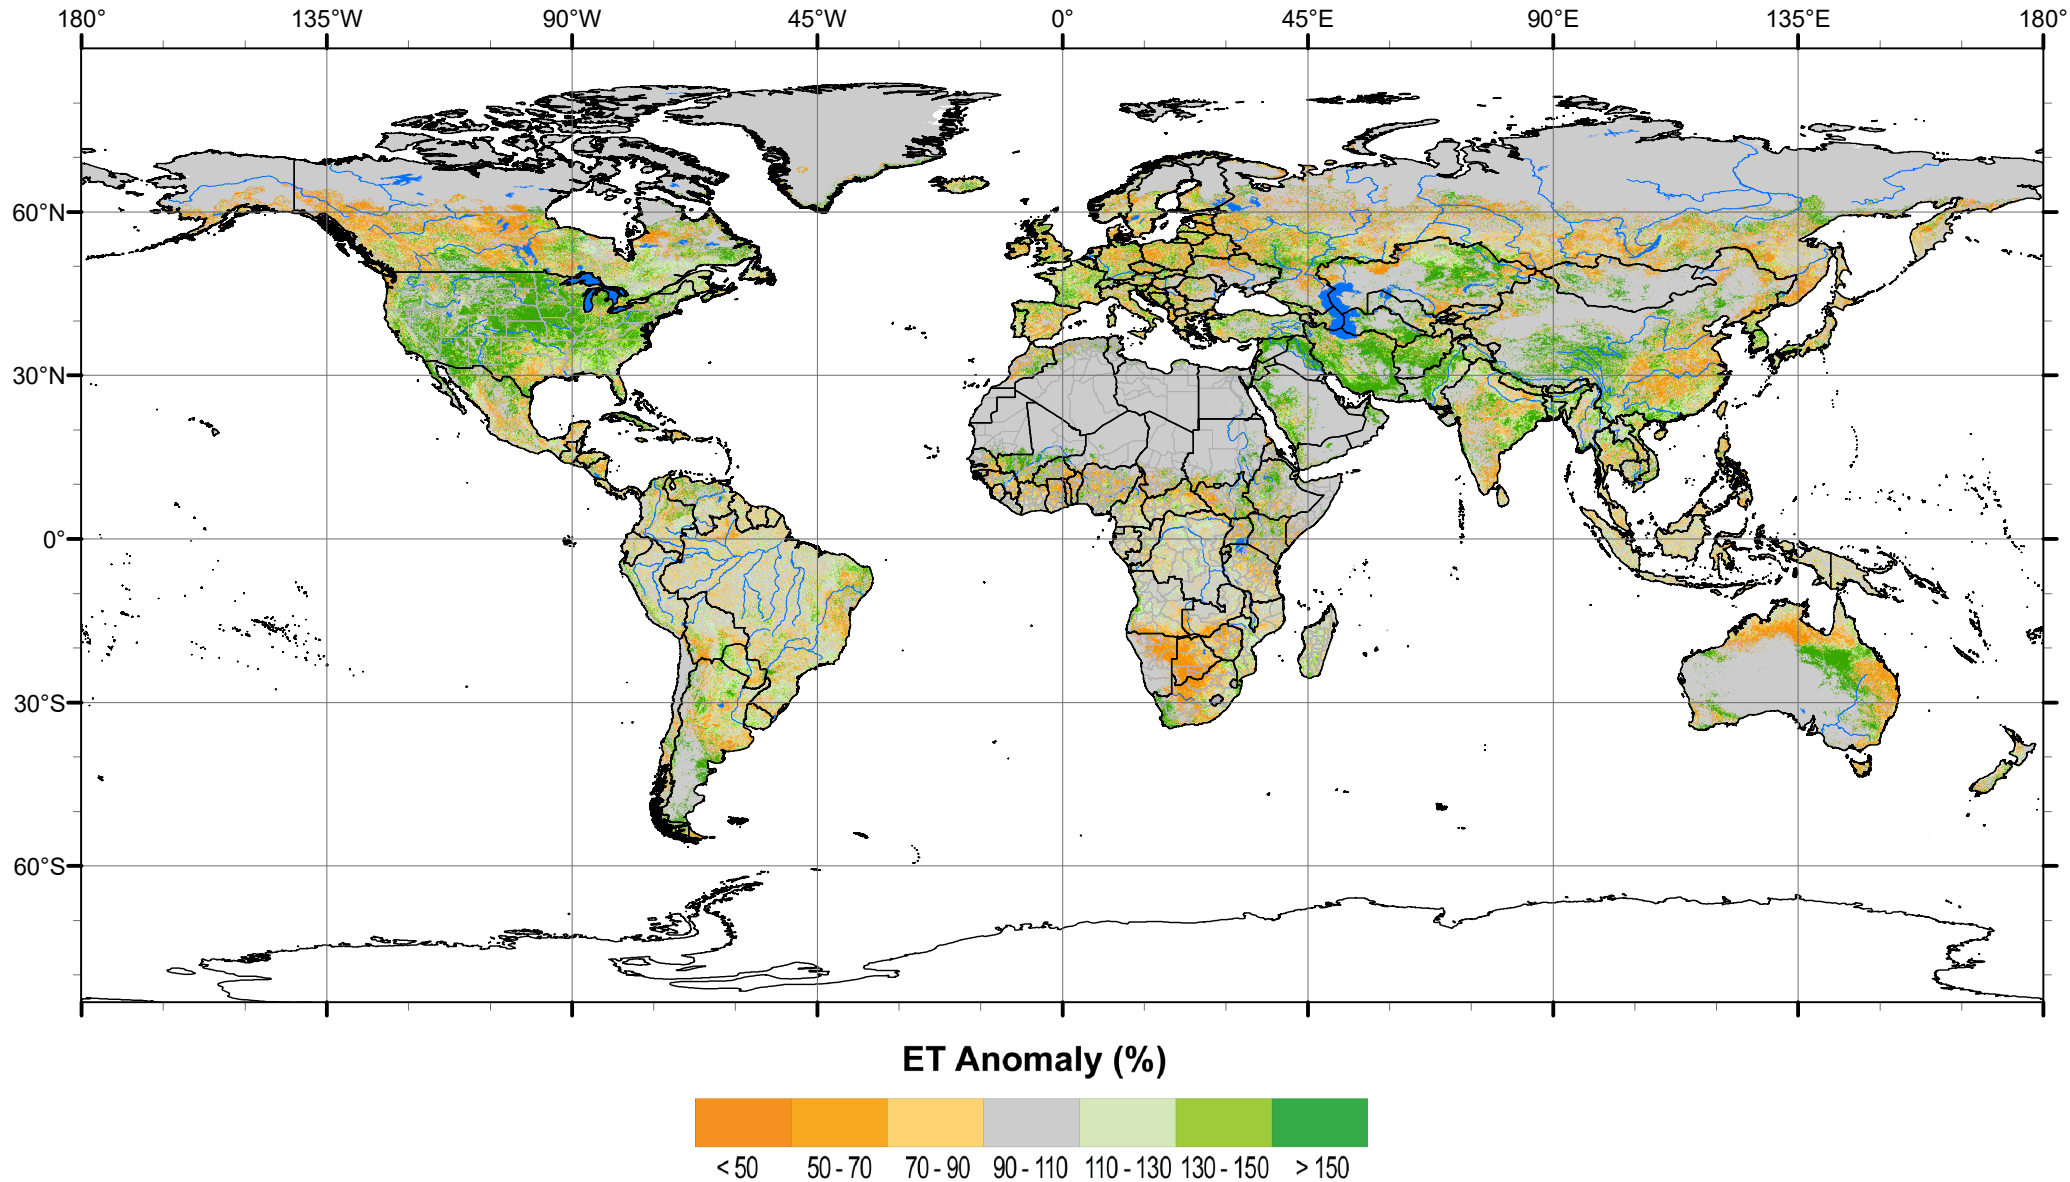 180° 135°W 90°W 45°W 0° 45°E 90°E 135°E 180°
60°N
30°N
0°
30°S
60°S
ET Anomaly (%)
< 50 50 - 70 70 - 90 90 - 110 110 - 130 130 - 150 > 150